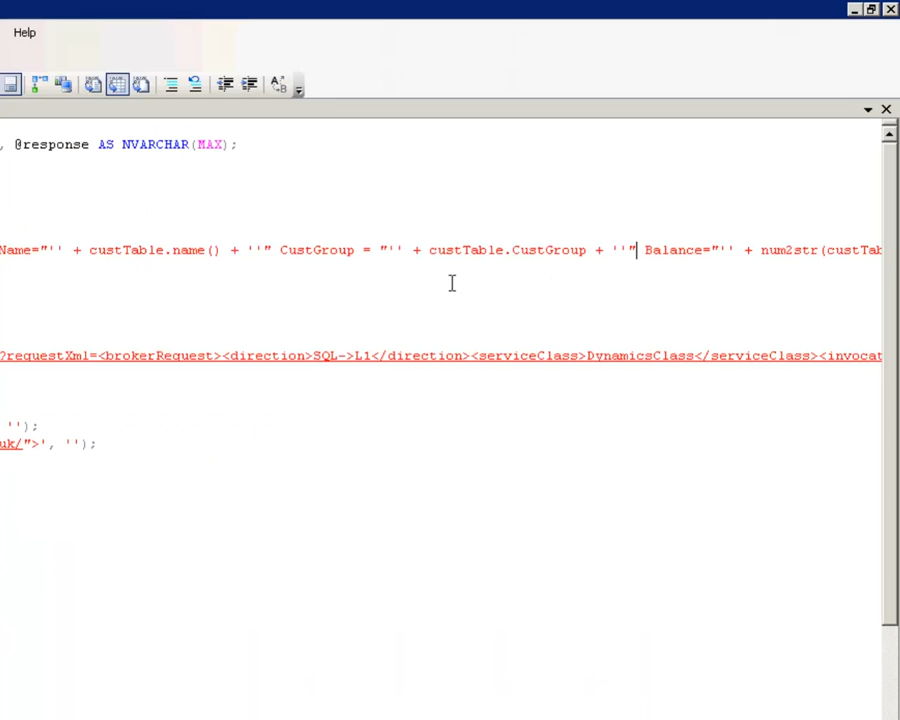 Help
, @response AS NVARCHAR(MAX);
Name="'' + custTable.name() + ''" CustGroup = "'' + custTable.CustGroup + ''" Balance="'' + num2str(custTab
?requestXml=<brokerRequest><direction>SQL->L1</direction><serviceClass>DynamicsClass</serviceClass><invocat
'');
uk/">', '');